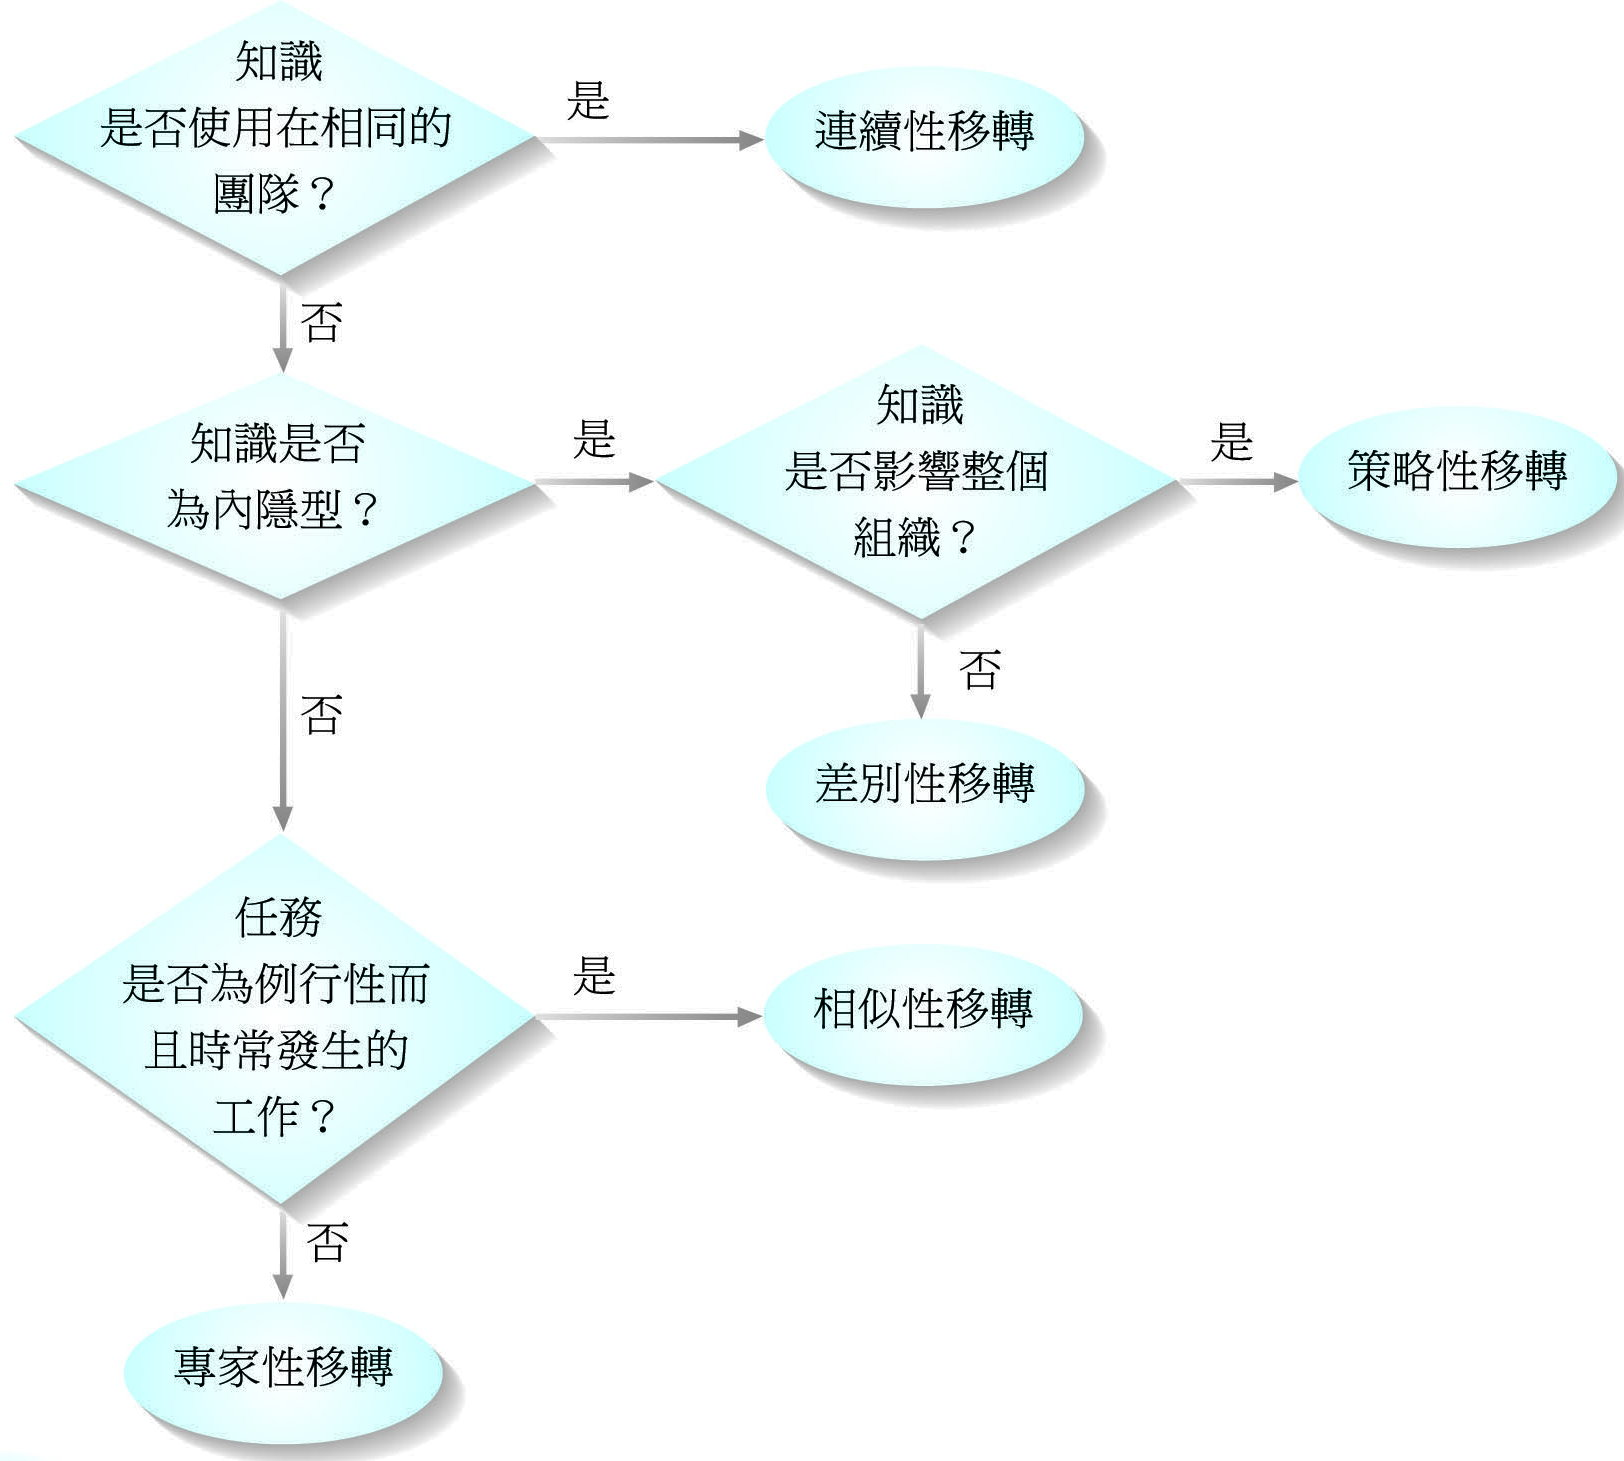 知識
是否使用在相同的
團隊？
是
連續性移轉
否
知識是否
為內隱型？
是
知識
是否影響整個
組織？
是
策略性移轉
否
差別性移轉
否
任務
是否為例行性而
且時常發生的
工作？
是
相似性移轉
否
專家性移轉